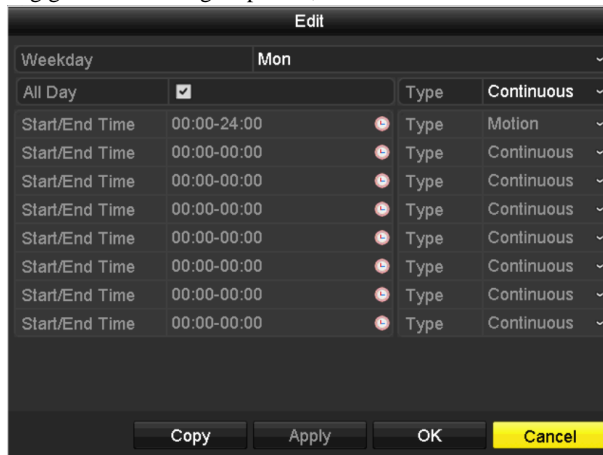 Edit
Weekday Mon
All Day Type Continuous
Start/End Time 00:00-24:00 Type Motion
Start/End Time 00:00-00:00 Type Continuous
Start/End Time 00:00-00:00 Type Continuous
Start/End Time 00:00-00:00 Type Continuous
Start/End Time 00:00-00:00 Type Continuous
Start/End Time 00:00-00:00 Type Continuous
Start/End Time 00:00-00:00 Type Continuous
Start/End Time 00:00-00:00 Type Continuous
Copy Apply OK Cancel